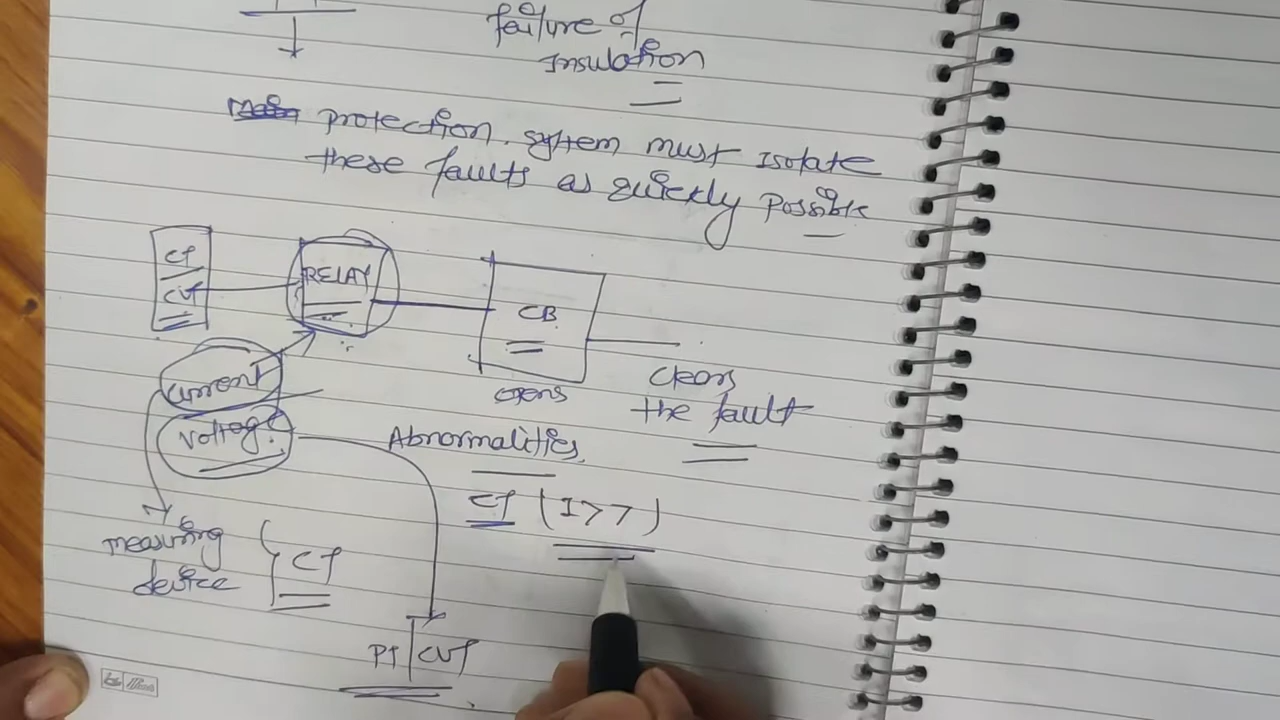 failure of
Insulation
protection system must Isolate
these faults as quickly possible
CT
CVT
RELAY
CB
opens
clears
the fault
current
voltage
Abnormalities
CT (I>>)
measuring
device
CT
PT CVT